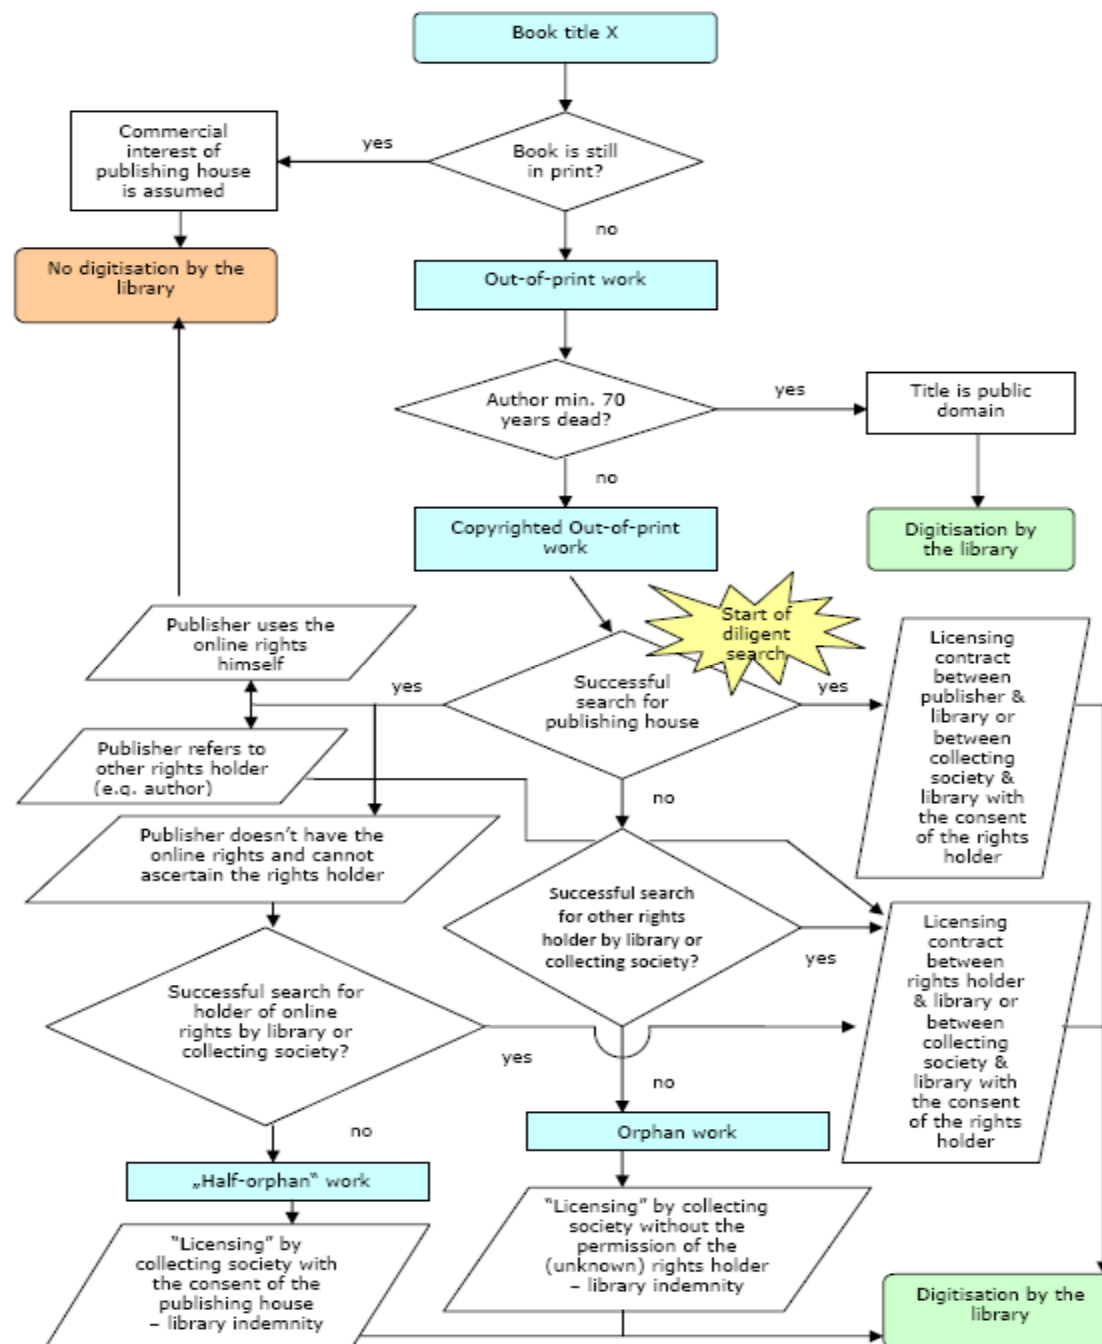 Book title X
Commercial
interest of
publishing house
is assumed
yes
Book is still
in print?
no
No digitisation by the
library
Out-of-print work
Author min. 70
years dead?
yes
Title is public
domain
no
Copyrighted Out-of-print
work
Digitisation by
the library
Start of
diligent
search
Publisher uses the
online rights
himself
yes
Successful
search for
publishing house
yes
Licensing
contract
between
publisher &
library or
between
collecting
society &
library with
the consent
of the rights
holder
Publisher refers to
other rights holder
(e.g. author)
no
Publisher doesn't have the
online rights and cannot
ascertain the rights holder
Successful search
for other rights
holder by library or
collecting society?
yes
Licensing
contract
between
rights holder
& library or
between
collecting
society &
library with
the consent
of the rights
holder
Successful search for
holder of online
rights by library or
collecting society?
yes
no
no
Orphan work
„Half-orphan“ work
"Licensing" by collecting
society without the
permission of the
(unknown) rights holder
– library indemnity
"Licensing" by
collecting society with
the consent of the
publishing house
– library indemnity
Digitisation by the
library